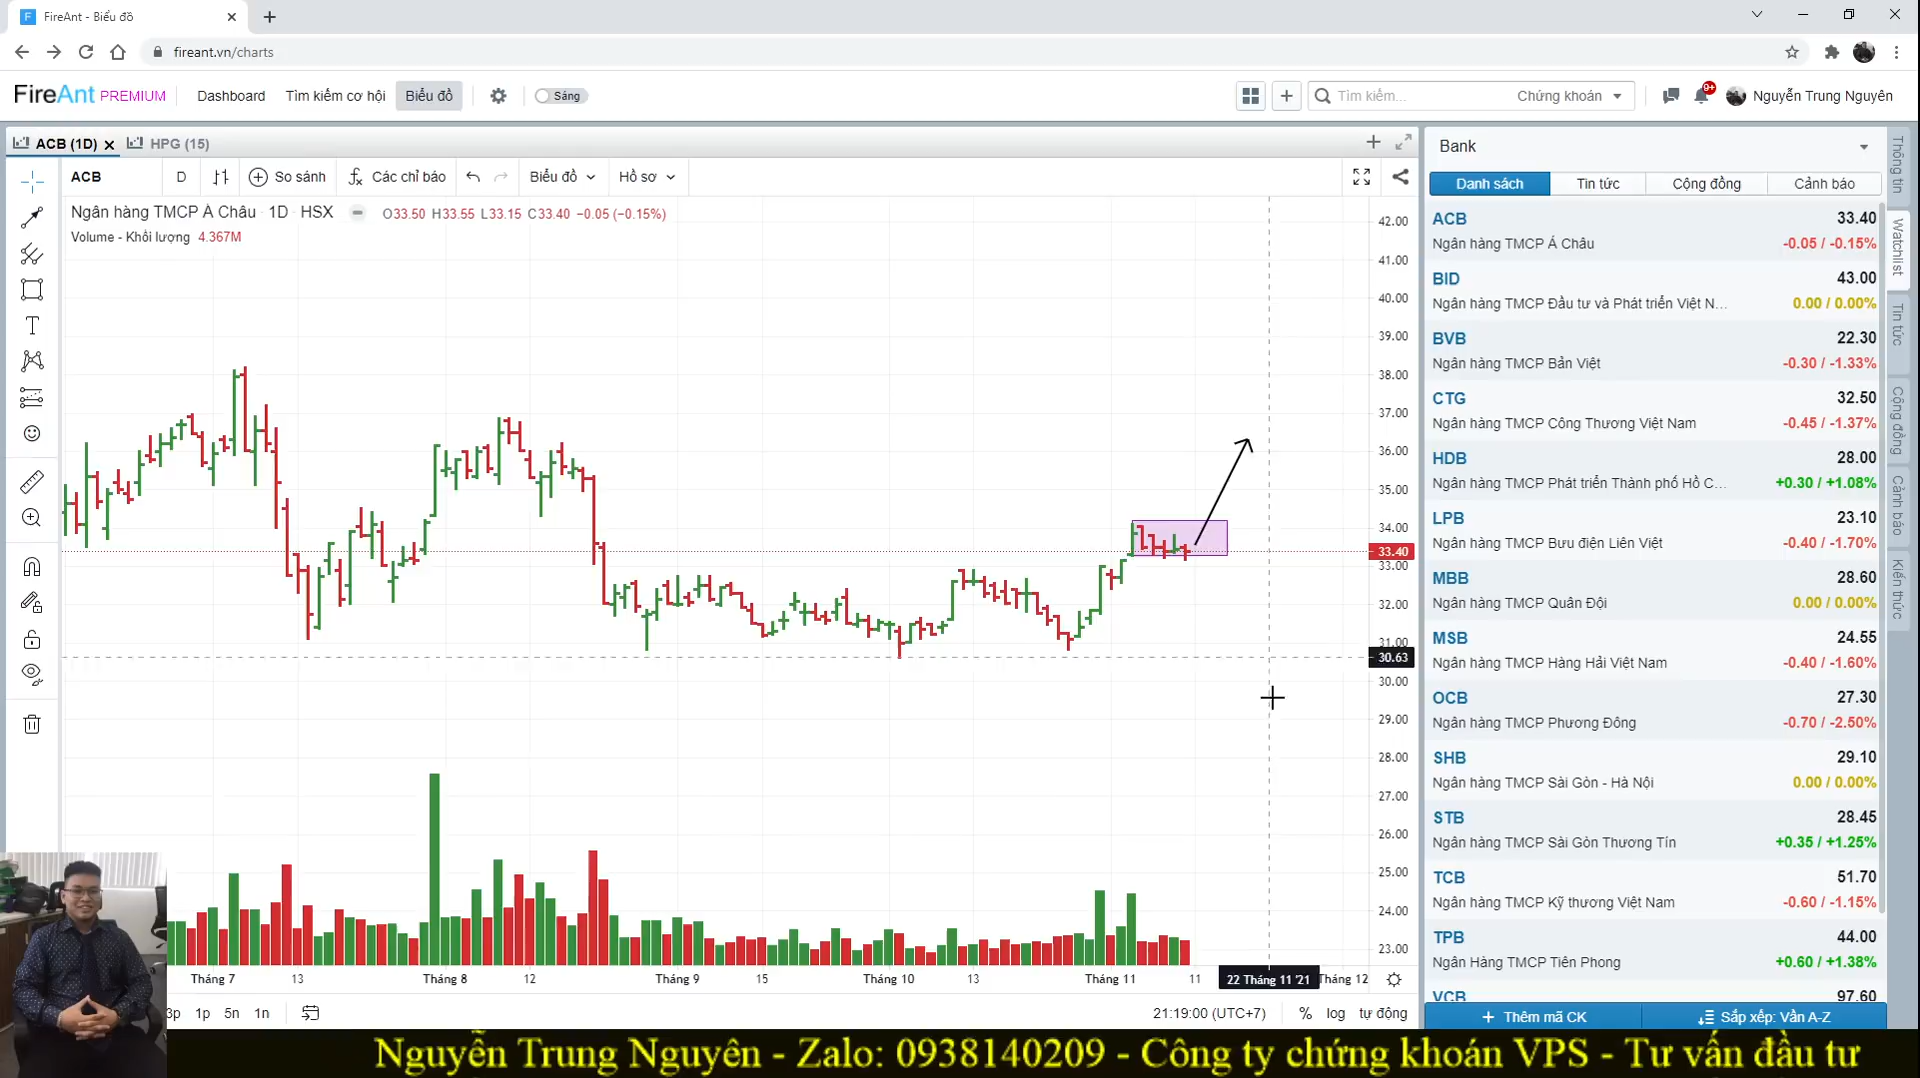 FireAnt - Biểu đồ
fireant.vn/charts
FireAnt PREMIUM
Dashboard
Tìm kiếm cơ hội
Biểu đồ
Sáng
Tìm kiếm...
Chứng khoán
9+
Nguyễn Trung Nguyên
ACB (1D)
HPG (15)
ACB
D
So sánh
Các chỉ báo
Biểu đồ
Hồ sơ
Ngân hàng TMCP Á Châu · 1D · HSX
O33.50 H33.55 L33.15 C33.40 −0.05 (−0.15%)
Volume - Khối lượng 4.367M
42.00
41.00
40.00
39.00
38.00
37.00
36.00
35.00
34.00
33.40
33.00
32.00
31.00
30.63
30.00
29.00
28.00
27.00
26.00
25.00
24.00
23.00
Tháng 7
13
Tháng 8
12
Tháng 9
15
Tháng 10
13
Tháng 11
11
22 Tháng 11 '21
Tháng 12
3p
1p
5n
1n
21:19:00 (UTC+7)
%
log
tự động
Bank
Danh sách
Tin tức
Cộng đồng
Cảnh báo
ACB 33.40
Ngân hàng TMCP Á Châu -0.05 / -0.15%
BID 43.00
Ngân hàng TMCP Đầu tư và Phát triển Việt N... 0.00 / 0.00%
BVB 22.30
Ngân hàng TMCP Bản Việt -0.30 / -1.33%
CTG 32.50
Ngân hàng TMCP Công Thương Việt Nam -0.45 / -1.37%
HDB 28.00
Ngân hàng TMCP Phát triển Thành phố Hồ C... +0.30 / +1.08%
LPB 23.10
Ngân hàng TMCP Bưu điện Liên Việt -0.40 / -1.70%
MBB 28.60
Ngân hàng TMCP Quân Đội 0.00 / 0.00%
MSB 24.55
Ngân hàng TMCP Hàng Hải Việt Nam -0.40 / -1.60%
OCB 27.30
Ngân hàng TMCP Phương Đông -0.70 / -2.50%
SHB 29.10
Ngân hàng TMCP Sài Gòn - Hà Nội 0.00 / 0.00%
STB 28.45
Ngân hàng TMCP Sài Gòn Thương Tín +0.35 / +1.25%
TCB 51.70
Ngân hàng TMCP Kỹ thương Việt Nam -0.60 / -1.15%
TPB 44.00
Ngân Hàng TMCP Tiên Phong +0.60 / +1.38%
VCB 97.60
Thêm mã CK
Sắp xếp: Vần A-Z
Thông tin
Watchlist
Tin tức
Cộng đồng
Cảnh báo
Kiến thức
Nguyễn Trung Nguyên - Zalo: 0938140209 - Công ty chứng khoán VPS - Tư vấn đầu tư